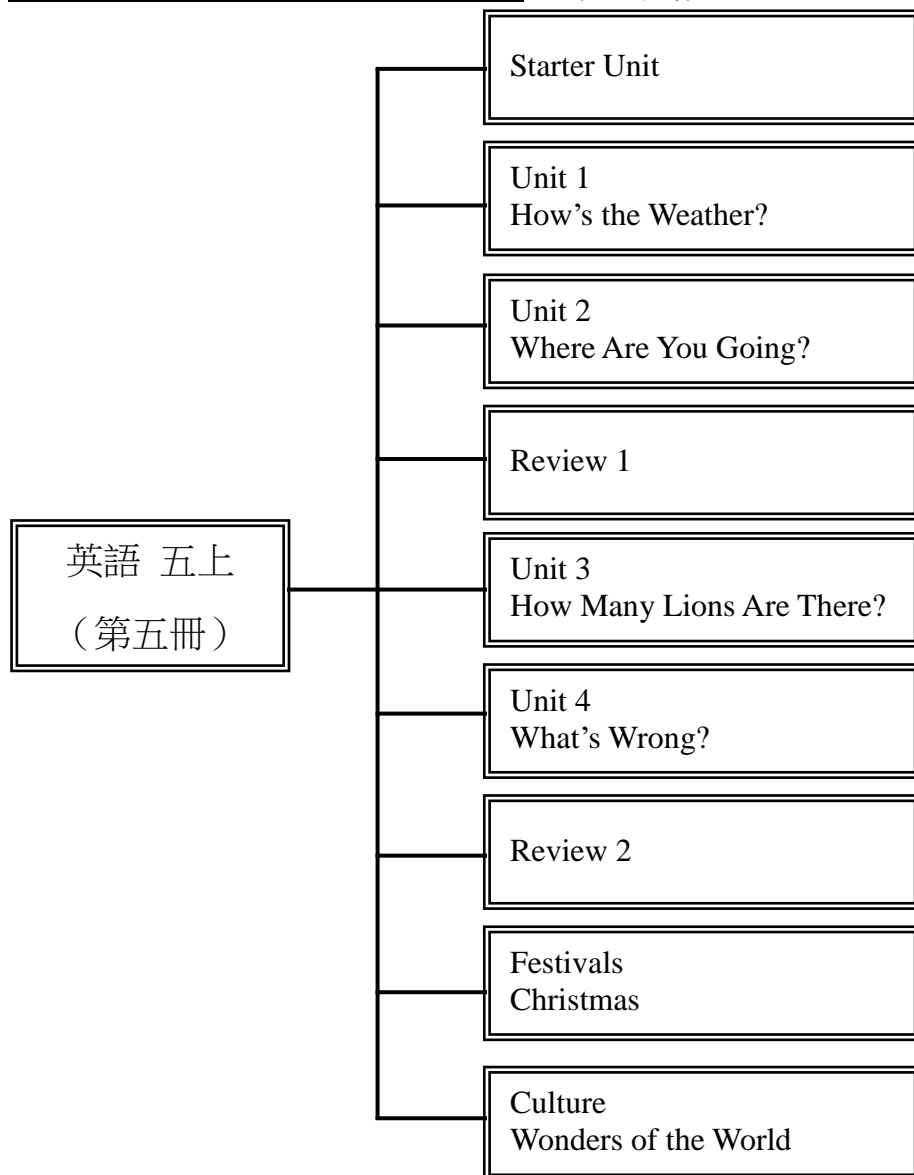 Starter Unit
Unit 1
How's the Weather?
Unit 2
Where Are You Going?
Review 1
英語 五上
（第五冊）
Unit 3
How Many Lions Are There?
Unit 4
What's Wrong?
Review 2
Festivals
Christmas
Culture
Wonders of the World